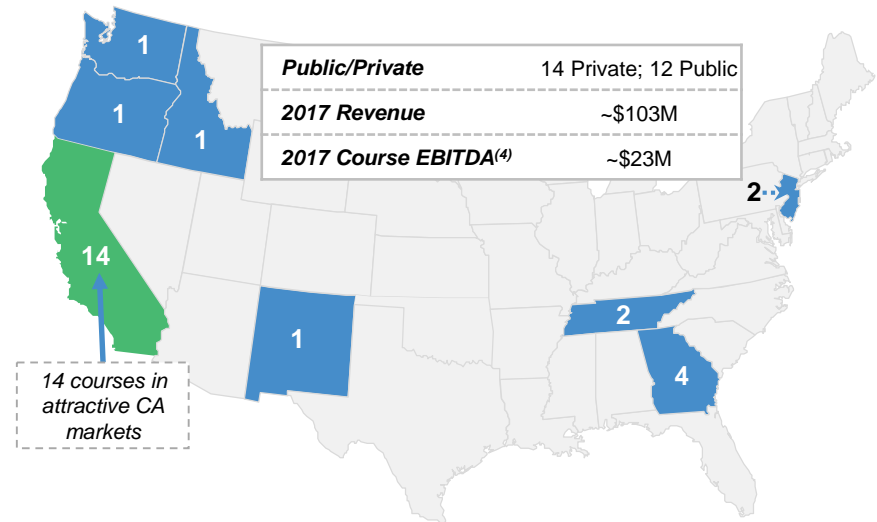 1
Public/Private 14 Private; 12 Public
1
2017 Revenue ~$103M
1
2017 Course EBITDA(4) ~$23M
2
14
2
1
4
14 courses in
attractive CA
markets